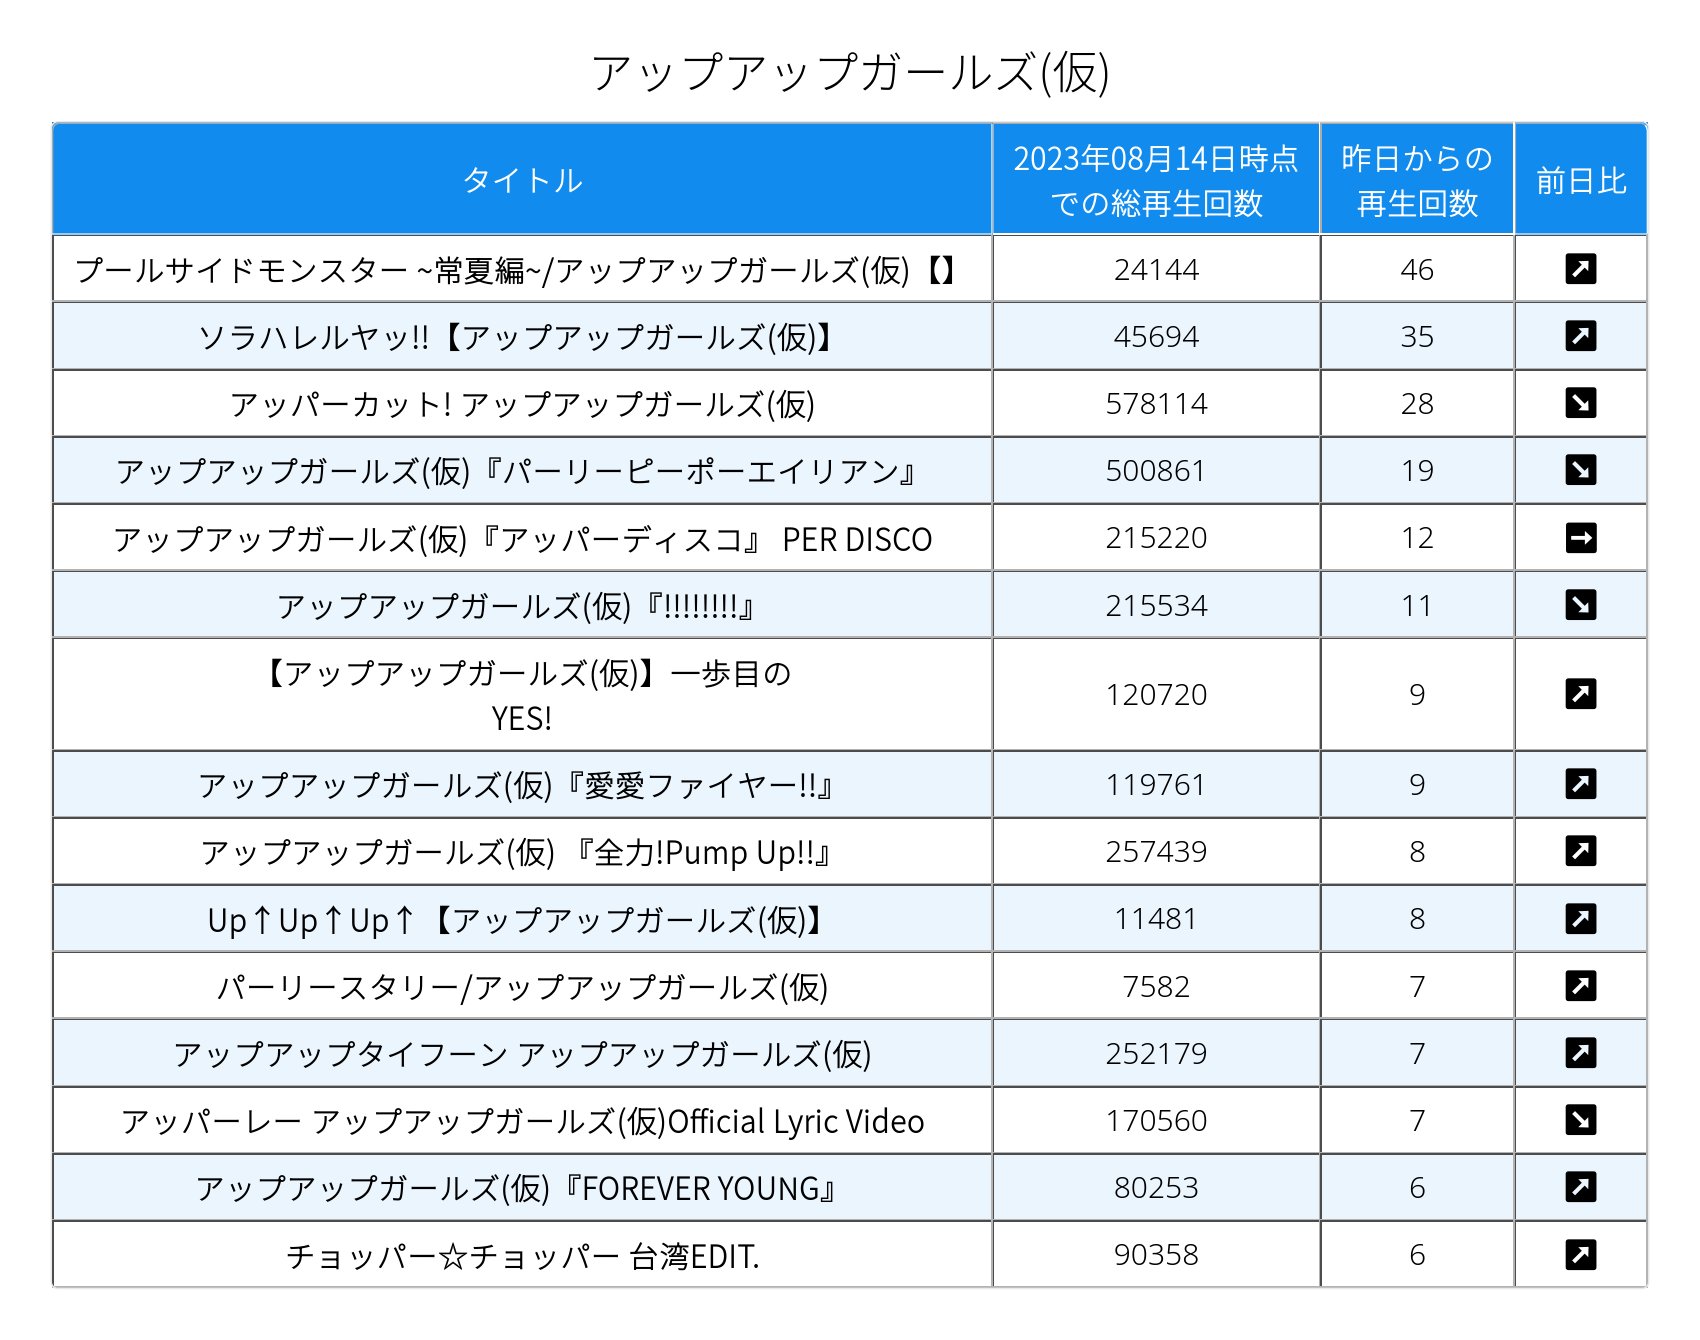 アップアップガールズ(仮)
タイトル
2023年08月14日時点
での総再生回数
昨日からの
再生回数
前日比
プールサイドモンスター ~常夏編~/アップアップガールズ(仮)【】 24144 46
ソラハレルヤッ!!【アップアップガールズ(仮)】 45694 35
アッパーカット! アップアップガールズ(仮) 578114 28
アップアップガールズ(仮)『パーリーピーポーエイリアン』 500861 19
アップアップガールズ(仮)『アッパーディスコ』 PER DISCO 215220 12
アップアップガールズ(仮)『!!!!!!!!』 215534 11
【アップアップガールズ(仮)】一歩目の
YES! 120720 9
アップアップガールズ(仮)『愛愛ファイヤー!!』 119761 9
アップアップガールズ(仮) 『全力!Pump Up!!』 257439 8
Up↑Up↑Up↑【アップアップガールズ(仮)】 11481 8
パーリースタリー/アップアップガールズ(仮) 7582 7
アップアップタイフーン アップアップガールズ(仮) 252179 7
アッパーレー アップアップガールズ(仮)Official Lyric Video 170560 7
アップアップガールズ(仮)『FOREVER YOUNG』 80253 6
チョッパー☆チョッパー 台湾EDIT. 90358 6